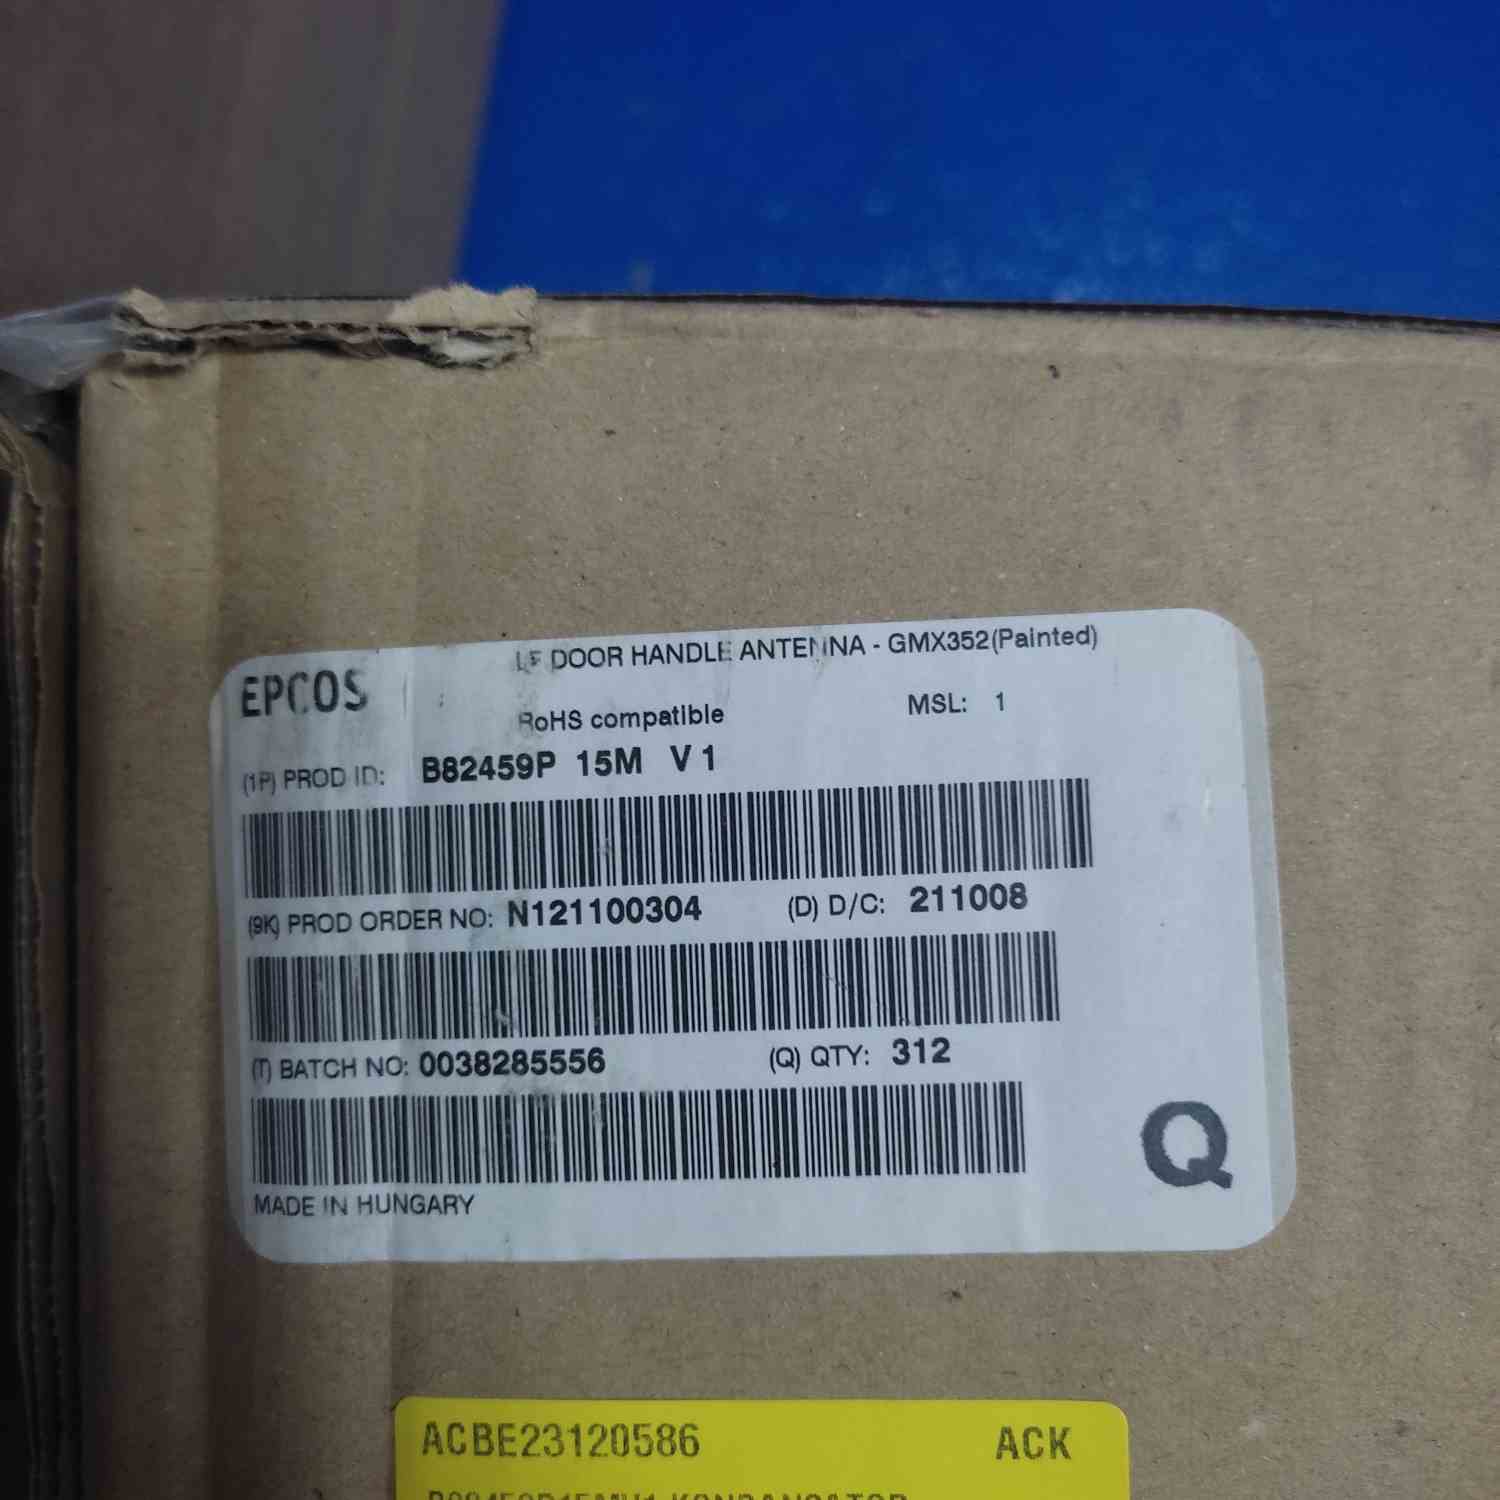 LF DOOR HANDLE ANTENNA - GMX352(Painted)
EPCOS
RoHS compatible MSL: 1
(1P) PROD ID: B82459P 15M V 1
(9K) PROD ORDER NO: N121100304 (D) D/C: 211008
(T) BATCH NO: 0038285556 (Q) QTY: 312
Q
MADE IN HUNGARY
ACBE23120586 ACK